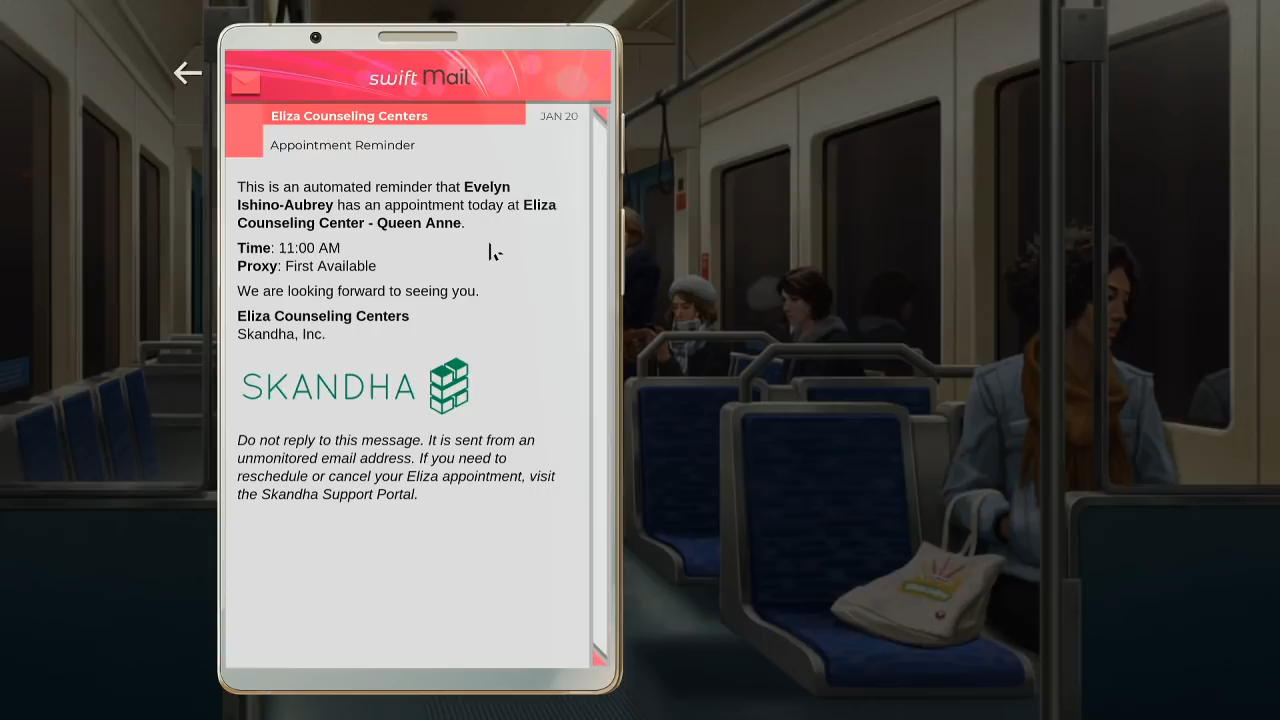 swift Mail
Eliza Counseling Centers
JAN 20
Appointment Reminder
This is an automated reminder that Evelyn
Ishino-Aubrey has an appointment today at Eliza
Counseling Center - Queen Anne.
Time: 11:00 AM
Proxy: First Available
We are looking forward to seeing you.
Eliza Counseling Centers
Skandha, Inc.
SKANDHA
Do not reply to this message. It is sent from an
unmonitored email address. If you need to
reschedule or cancel your Eliza appointment, visit
the Skandha Support Portal.